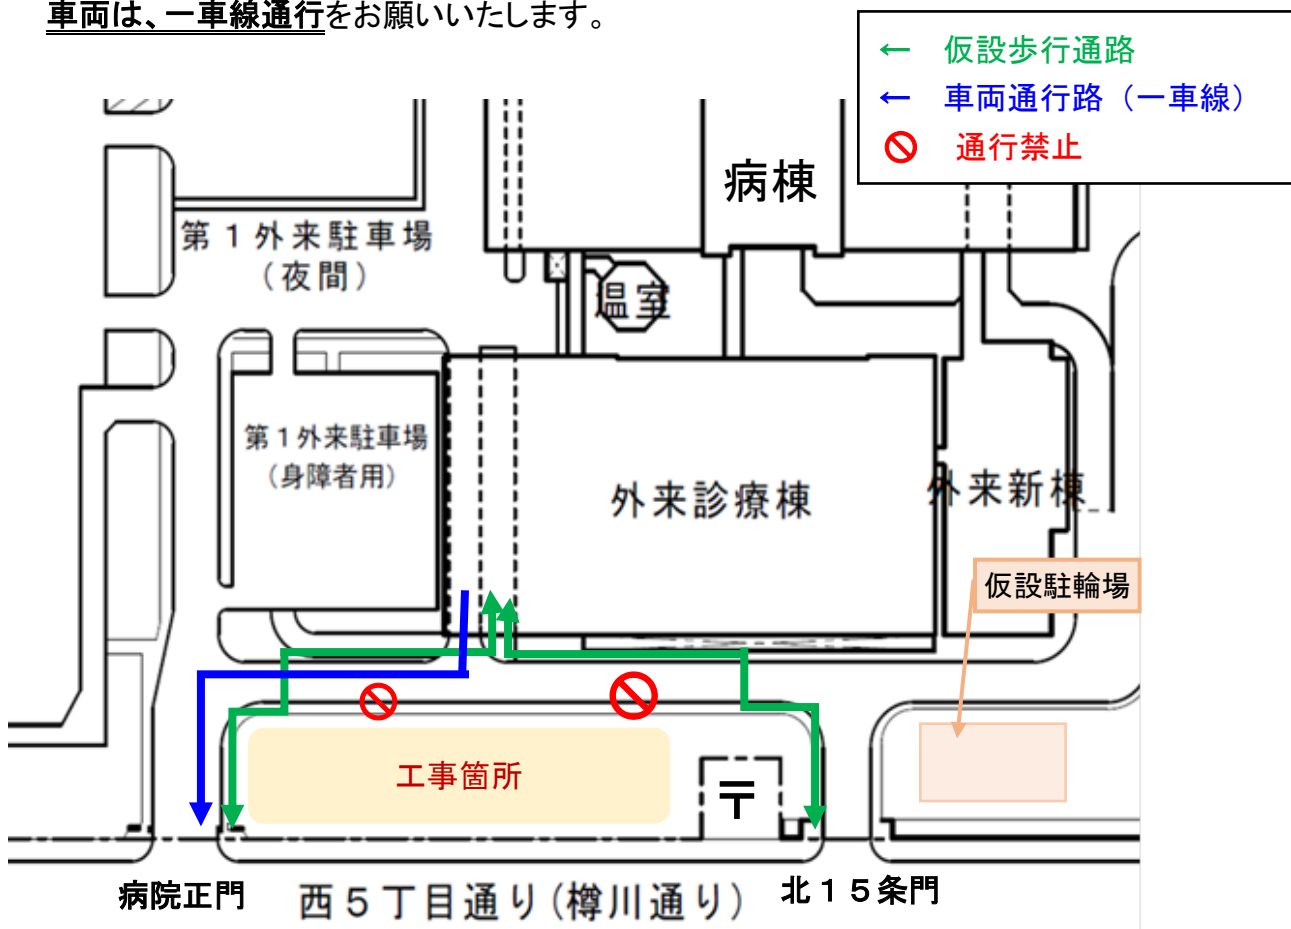 車両は、一車線通行をお願いいたします。
← 仮設歩行通路
← 車両通行路（一車線）
通行禁止
病棟
第１外来駐車場
（夜間）
温室
第１外来駐車場
（身障者用）
外来診療棟
外来新棟
仮設駐輪場
工事箇所
〒
病院正門
西５丁目通り（樽川通り）
北１５条門